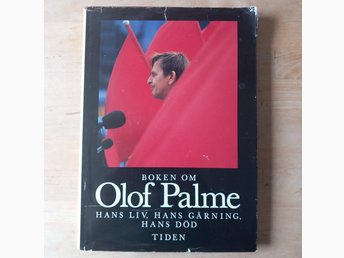 BOKEN OM
Olof Palme
HANS LIV, HANS GÄRNING,
HANS DÖD
TIDEN